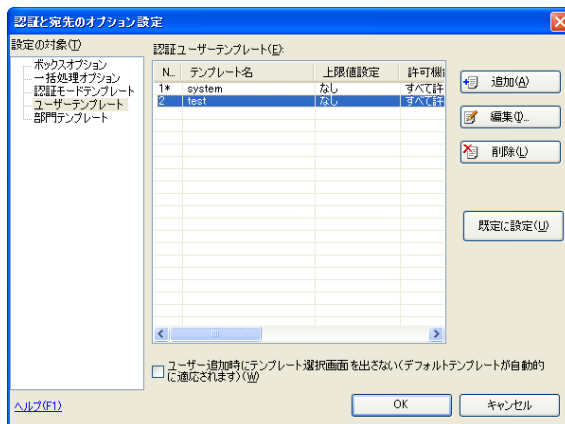 認証と宛先のオプション設定
設定の対象(T)
ボックスオプション
一括処理オプション
認証モードテンプレート
ユーザーテンプレート
部門テンプレート
認証ユーザーテンプレート(E):
N... テンプレート名 上限値設定 許可機
1* system なし すべて許
2 test なし すべて許
追加(A)
編集(I)...
削除(L)
既定に設定(U)
ユーザー追加時にテンプレート選択画面を出さない(デフォルトテンプレートが自動的
に適応されます)(W)
ヘルプ(F1)
OK
キャンセル